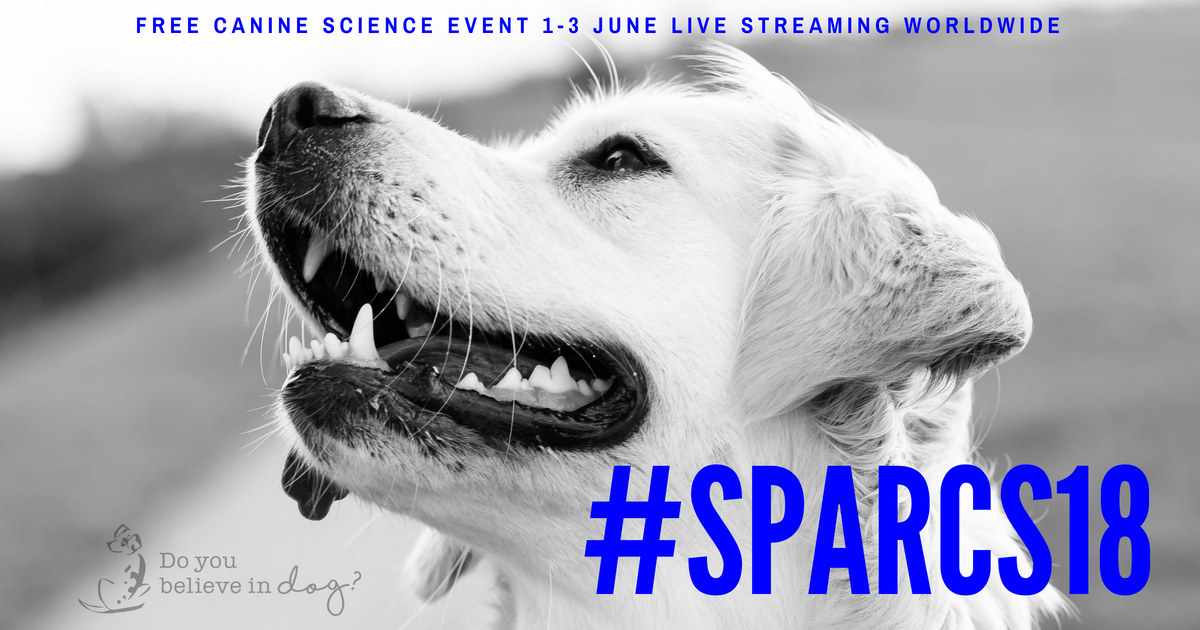 FREE CANINE SCIENCE EVENT 1-3 JUNE LIVE STREAMING WORLDWIDE
#SPARCS18
Do you
believe in dog?